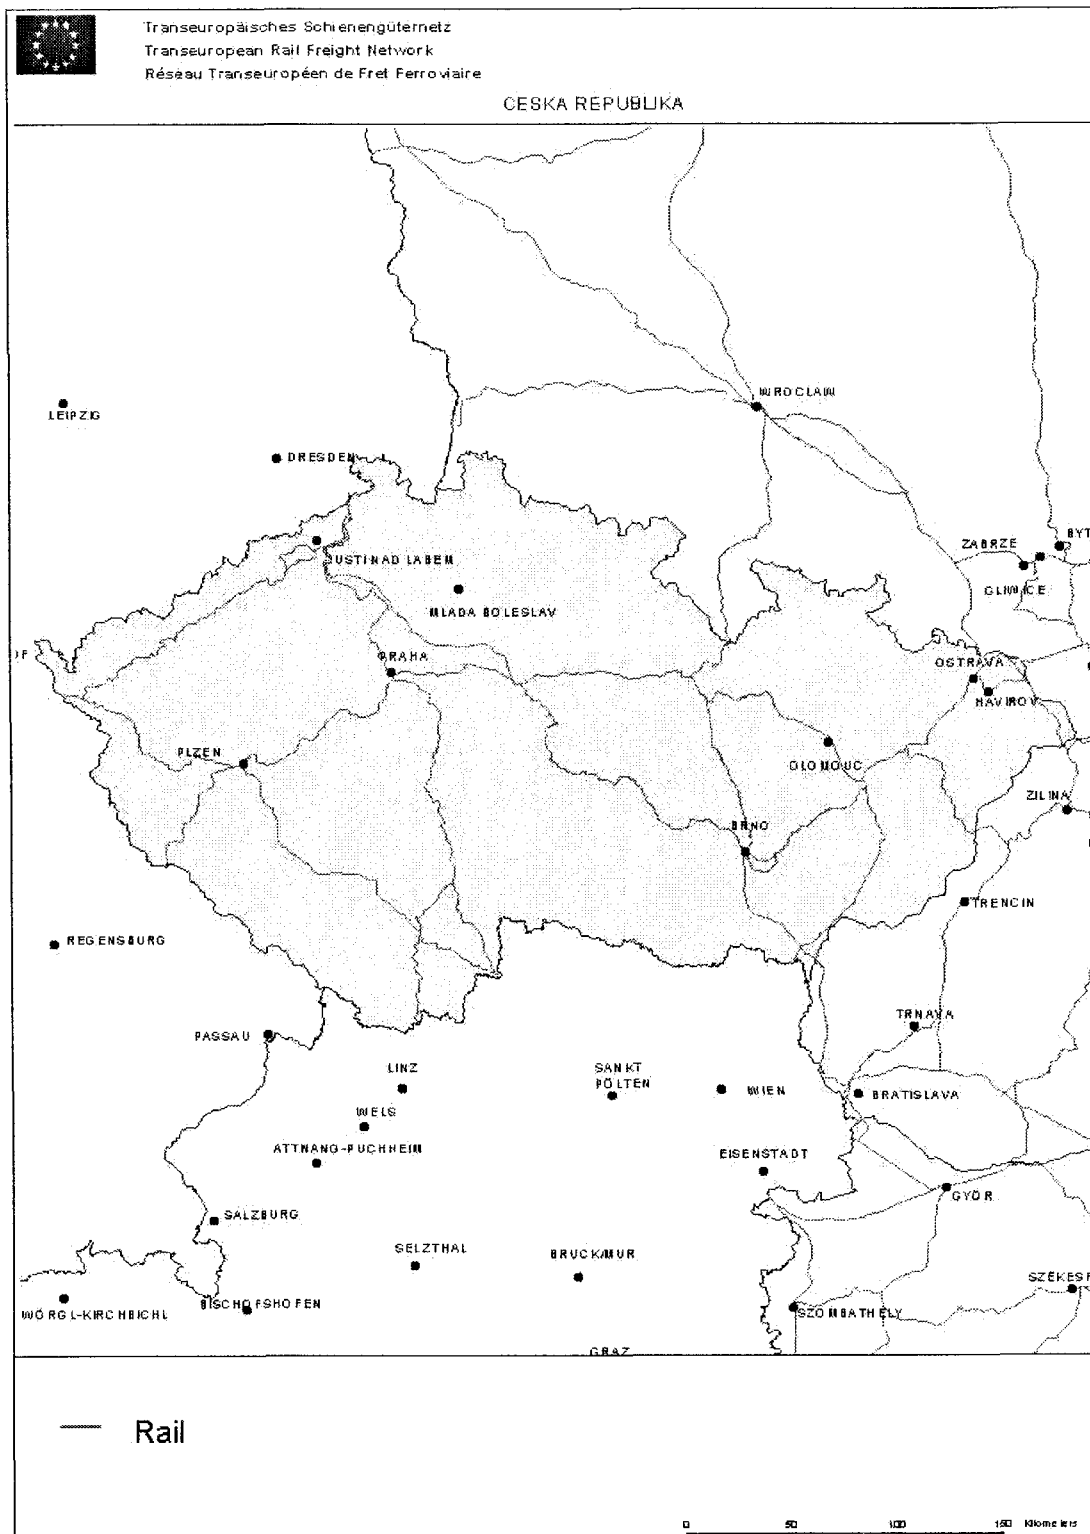 Transeuropäisches Schienengüternetz
Transeuropean Rail Freight Network
Réseau Transeuropéen de Fret Ferroviaire
CESKA REPUBLIKA
WROCLAW
LEIPZIG
DRESDEN
BYT
ZABRZE
USTI NAD LABEM
GLIWICE
MLADA BOLESLAV
OF
PRAHA
OSTRAVA
HAVIROV
PLZEN
OLOMOUC
ZILINA
BRNO
TRENCIN
REGENSBURG
TRNAVA
PASSAU
LINZ
SANKT
PÖLTEN
WIEN
BRATISLAVA
WELS
ATTNANG-PUCHHEIM
EISENSTADT
GYÖR
SALZBURG
SELZTHAL
BRUCK/MUR
SZÉKESF
BISCHOFSHOFEN
WÖRGL-KIRCHBICHL
SZOMBATHELY
GRAZ
Rail
0 50 100 150 Kilometers